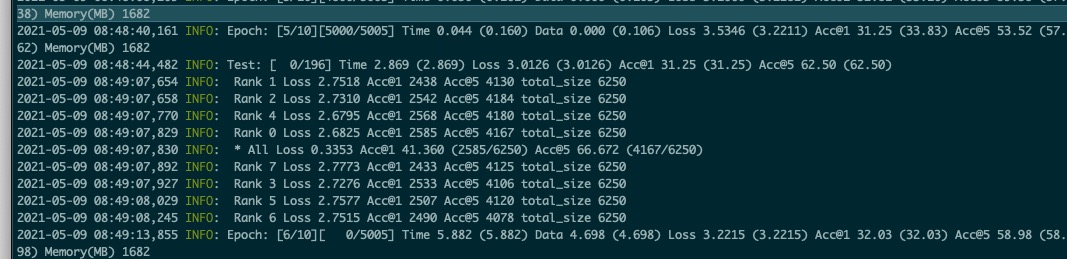 38) Memory(MB) 1682
2021-05-09 08:48:40,161 INFO: Epoch: [5/10][5000/5005] Time 0.044 (0.160) Data 0.000 (0.106) Loss 3.5346 (3.2211) Acc@1 31.25 (33.83) Acc@5 53.52 (57.
62) Memory(MB) 1682
2021-05-09 08:48:44,482 INFO: Test: [  0/196] Time 2.869 (2.869) Loss 3.0126 (3.0126) Acc@1 31.25 (31.25) Acc@5 62.50 (62.50)
2021-05-09 08:49:07,654 INFO:  Rank 1 Loss 2.7518 Acc@1 2438 Acc@5 4130 total_size 6250
2021-05-09 08:49:07,658 INFO:  Rank 2 Loss 2.7310 Acc@1 2542 Acc@5 4184 total_size 6250
2021-05-09 08:49:07,770 INFO:  Rank 4 Loss 2.6795 Acc@1 2568 Acc@5 4180 total_size 6250
2021-05-09 08:49:07,829 INFO:  Rank 0 Loss 2.6825 Acc@1 2585 Acc@5 4167 total_size 6250
2021-05-09 08:49:07,830 INFO:  * All Loss 0.3353 Acc@1 41.360 (2585/6250) Acc@5 66.672 (4167/6250)
2021-05-09 08:49:07,892 INFO:  Rank 7 Loss 2.7773 Acc@1 2433 Acc@5 4125 total_size 6250
2021-05-09 08:49:07,927 INFO:  Rank 3 Loss 2.7276 Acc@1 2533 Acc@5 4106 total_size 6250
2021-05-09 08:49:08,029 INFO:  Rank 5 Loss 2.7577 Acc@1 2507 Acc@5 4120 total_size 6250
2021-05-09 08:49:08,245 INFO:  Rank 6 Loss 2.7515 Acc@1 2490 Acc@5 4078 total_size 6250
2021-05-09 08:49:13,855 INFO: Epoch: [6/10][   0/5005] Time 5.882 (5.882) Data 4.698 (4.698) Loss 3.2215 (3.2215) Acc@1 32.03 (32.03) Acc@5 58.98 (58.
98) Memory(MB) 1682